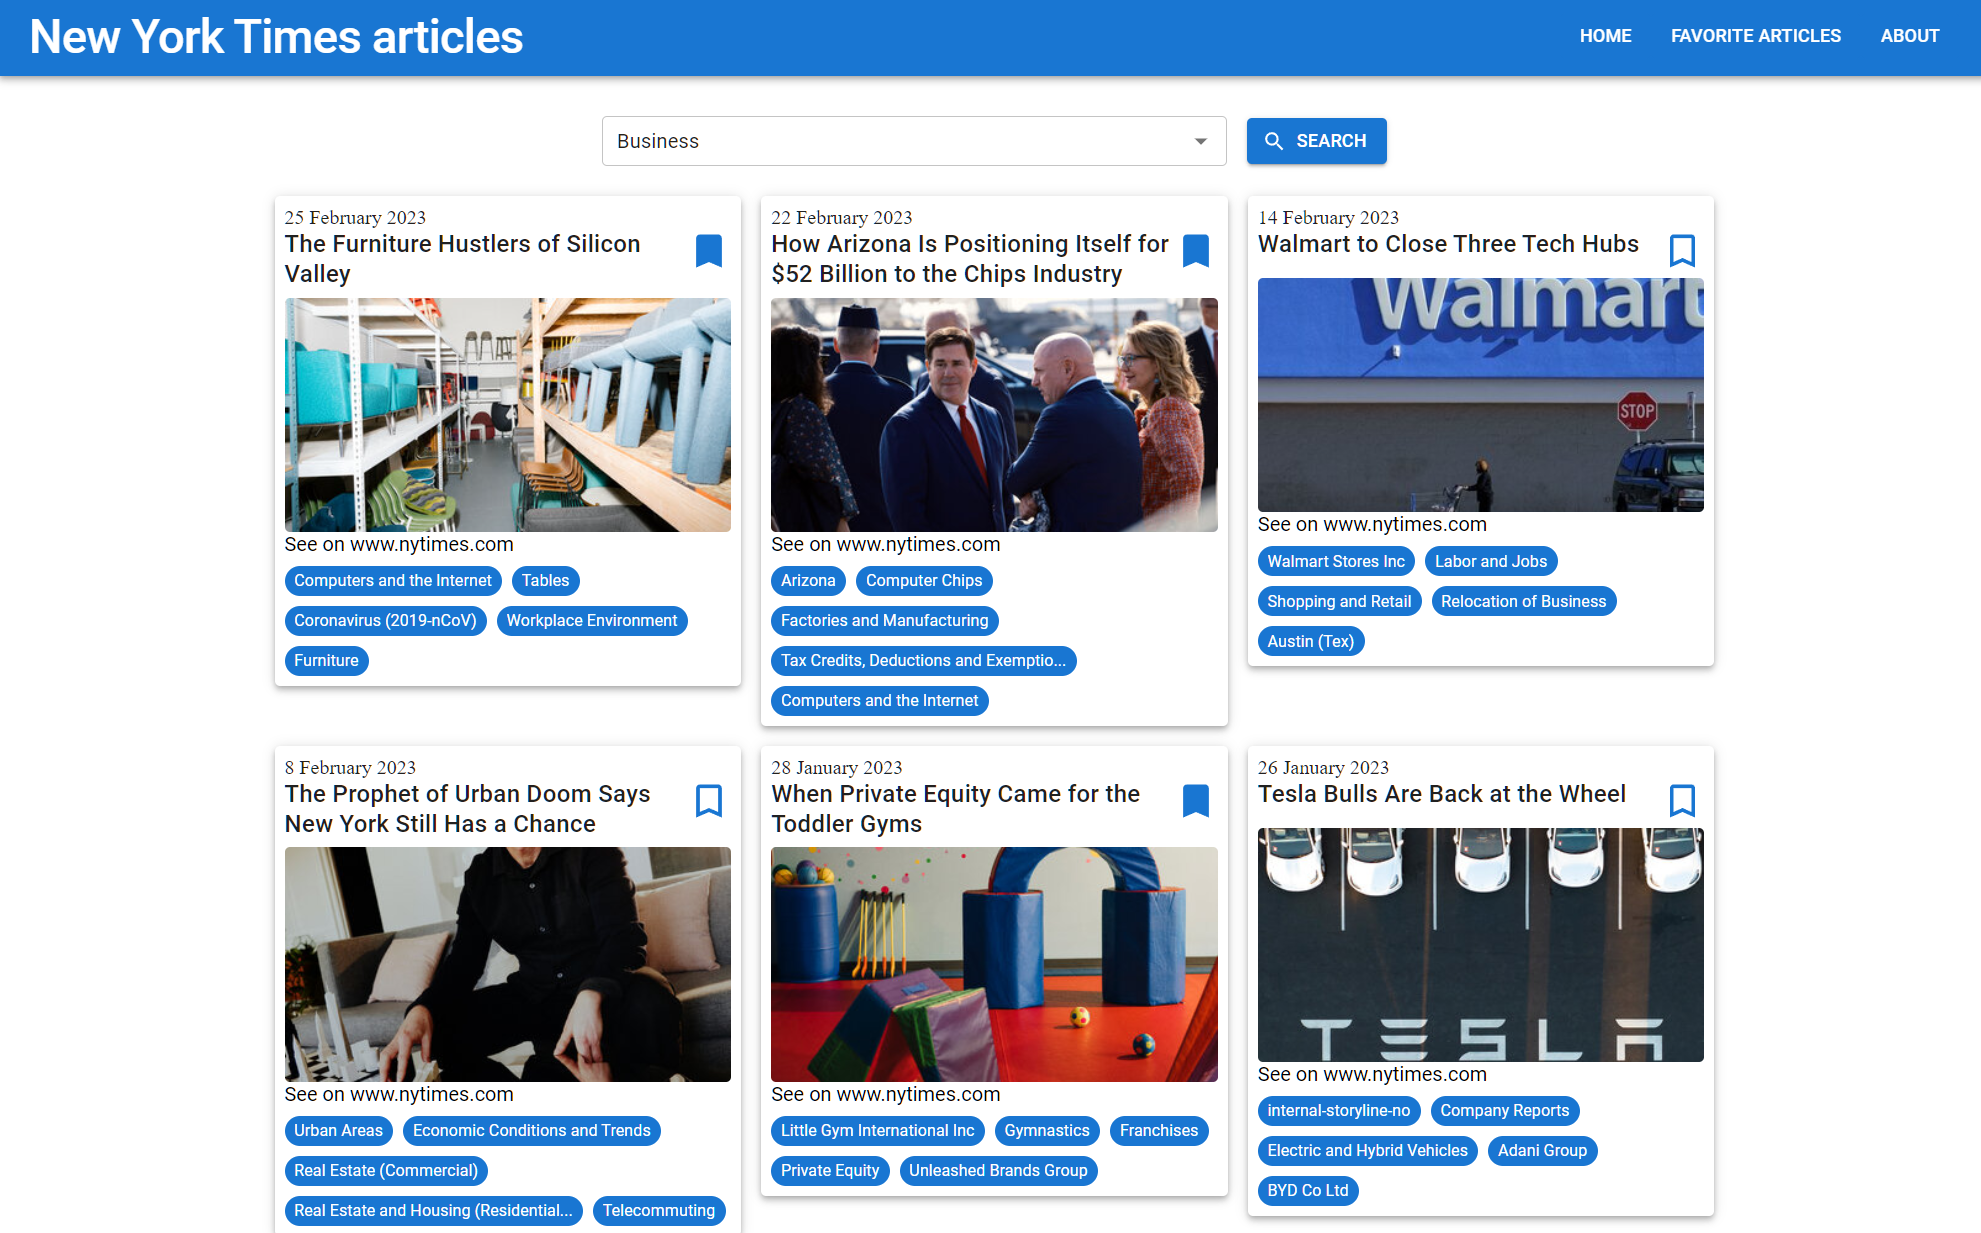 New York Times articles
HOME
FAVORITE ARTICLES
ABOUT
Business
SEARCH
25 February 2023
The Furniture Hustlers of Silicon
Valley
See on www.nytimes.com
Computers and the Internet
Tables
Coronavirus (2019-nCoV)
Workplace Environment
Furniture
22 February 2023
How Arizona Is Positioning Itself for
$52 Billion to the Chips Industry
See on www.nytimes.com
Arizona
Computer Chips
Factories and Manufacturing
Tax Credits, Deductions and Exemptio...
Computers and the Internet
14 February 2023
Walmart to Close Three Tech Hubs
Walmart
STOP
See on www.nytimes.com
Walmart Stores Inc
Labor and Jobs
Shopping and Retail
Relocation of Business
Austin (Tex)
8 February 2023
The Prophet of Urban Doom Says
New York Still Has a Chance
See on www.nytimes.com
Urban Areas
Economic Conditions and Trends
Real Estate (Commercial)
Real Estate and Housing (Residential...
Telecommuting
28 January 2023
When Private Equity Came for the
Toddler Gyms
See on www.nytimes.com
Little Gym International Inc
Gymnastics
Franchises
Private Equity
Unleashed Brands Group
26 January 2023
Tesla Bulls Are Back at the Wheel
TESLA
See on www.nytimes.com
internal-storyline-no
Company Reports
Electric and Hybrid Vehicles
Adani Group
BYD Co Ltd